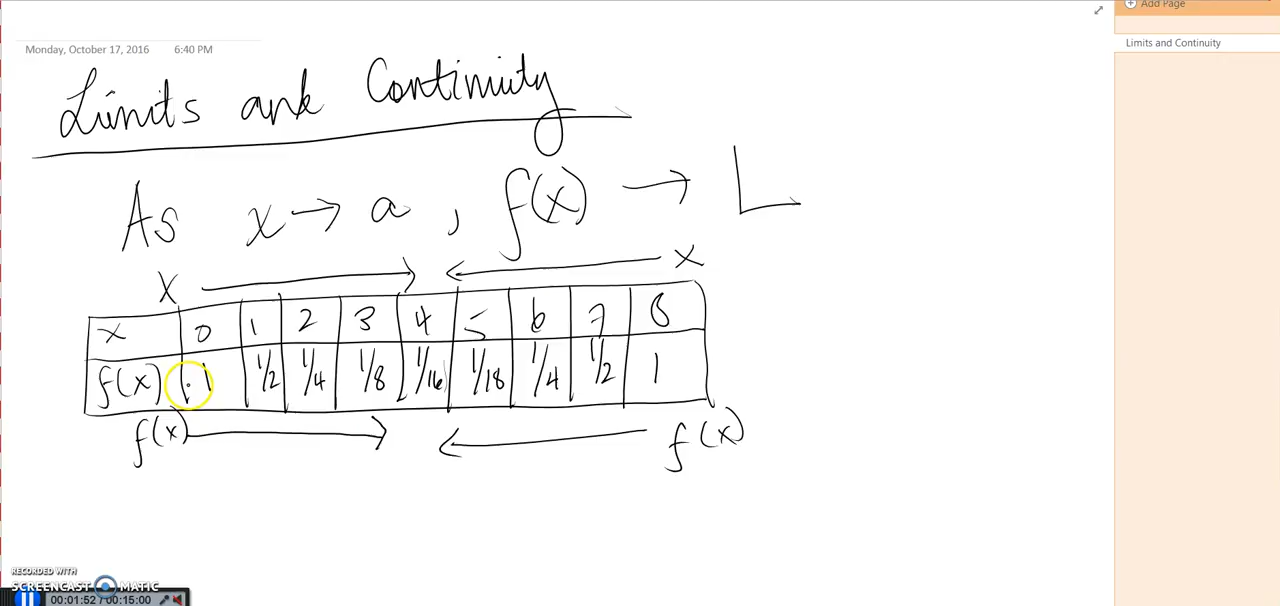 Add Page
Monday, October 17, 2016 6:40 PM
Limits and Continuity
Limits and Continuity
As x → a , f(x) → L
X → ← x
x 0 1 2 3 4 5 6 7 8
f(x) 1 1/2 1/4 1/8 1/16 1/18 1/4 1/2 1
f(x) → ← f(x)
RECORDED WITH
SCREENCAST MATIC
00:01:52 / 00:15:00